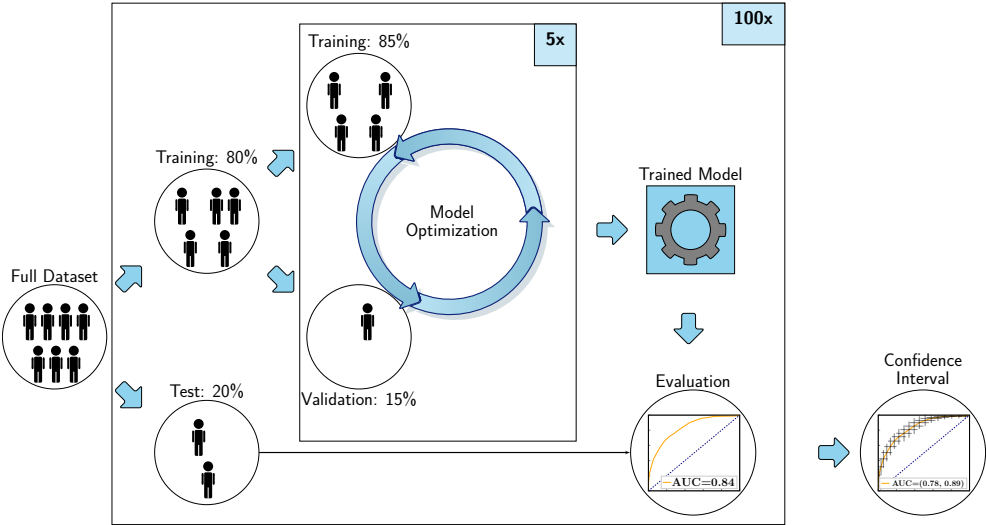 100x
5x
Training: 85%
Training: 80%
Model
Optimization
Trained Model
Full Dataset
Test: 20%
Validation: 15%
Evaluation
AUC=0.84
Confidence
Interval
AUC=(0.78, 0.89)